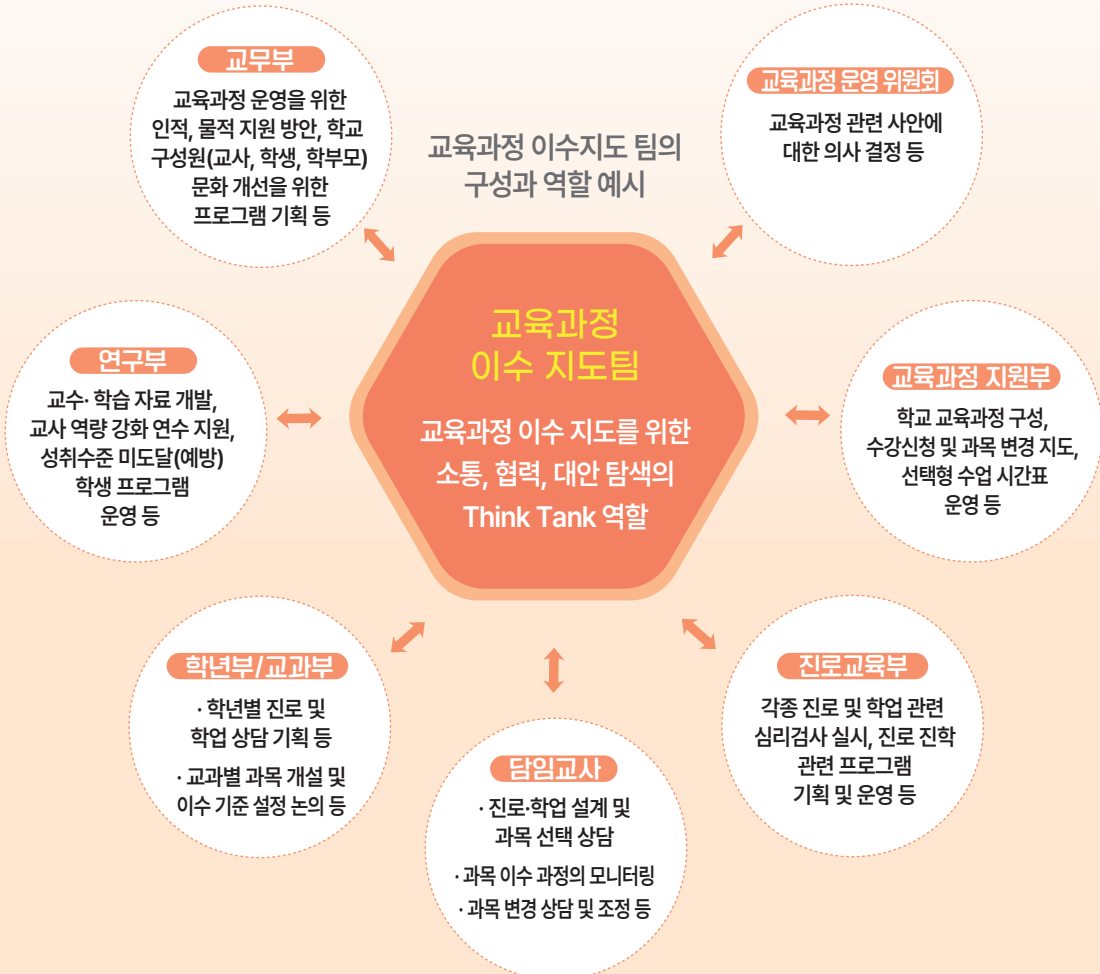 교육과정 이수지도 팀의
구성과 역할 예시
교무부
교육과정 운영을 위한
인적, 물적 지원 방안, 학교
구성원(교사, 학생, 학부모)
문화 개선을 위한
프로그램 기획 등
교육과정 운영 위원회
교육과정 관련 사안에
대한 의사 결정 등
교육과정
이수 지도팀
교육과정 이수 지도를 위한
소통, 협력, 대안 탐색의
Think Tank 역할
연구부
교수· 학습 자료 개발,
교사 역량 강화 연수 지원,
성취수준 미도달(예방)
학생 프로그램
운영 등
교육과정 지원부
학교 교육과정 구성,
수강신청 및 과목 변경 지도,
선택형 수업 시간표
운영 등
학년부/교과부
· 학년별 진로 및
학업 상담 기획 등
· 교과별 과목 개설 및
이수 기준 설정 논의 등
담임교사
· 진로·학업 설계 및
과목 선택 상담
· 과목 이수 과정의 모니터링
· 과목 변경 상담 및 조정 등
진로교육부
각종 진로 및 학업 관련
심리검사 실시, 진로 진학
관련 프로그램
기획 및 운영 등